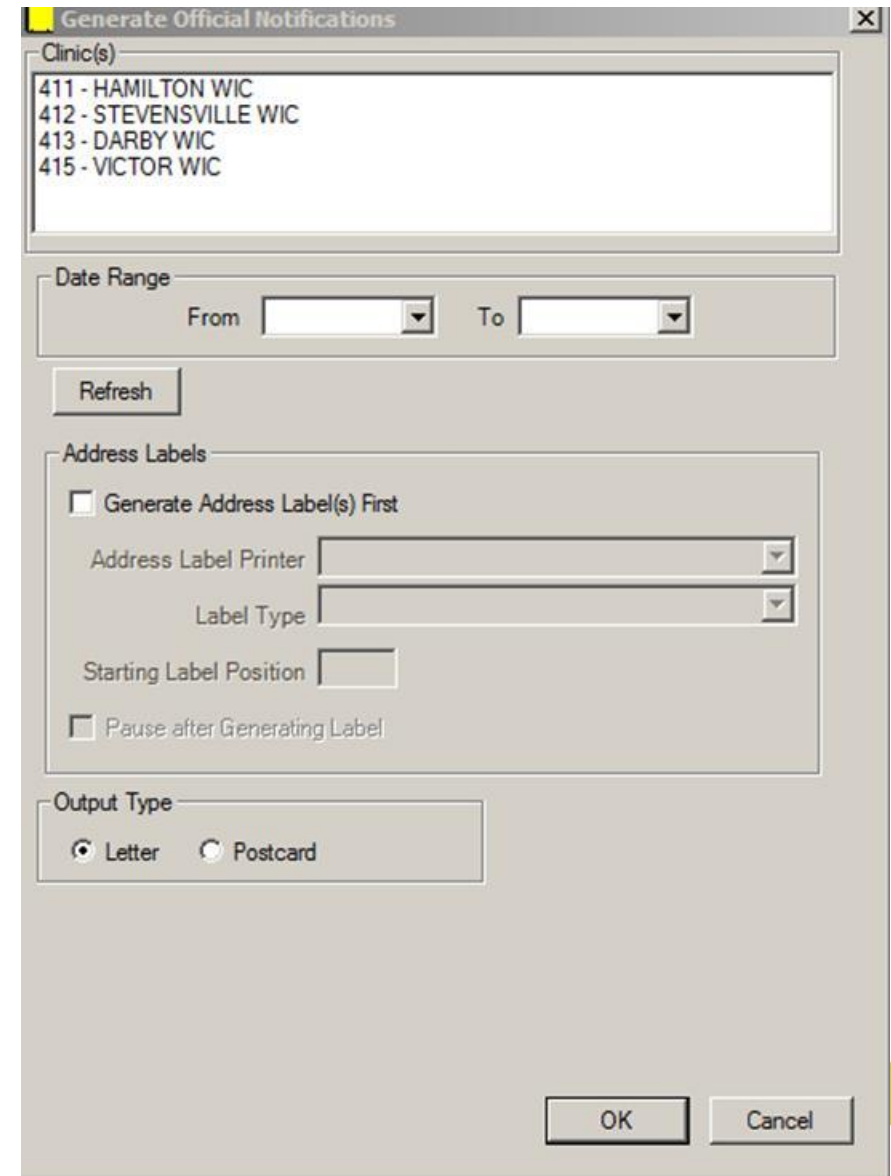 Generate Official Notifications
Clinic(s)
411 - HAMILTON WIC
412 - STEVENSVILLE WIC
413 - DARBY WIC
415 - VICTOR WIC
Date Range
From To
Refresh
Address Labels
Generate Address Label(s) First
Address Label Printer
Label Type
Starting Label Position
Pause after Generating Label
Output Type
Letter Postcard
OK Cancel